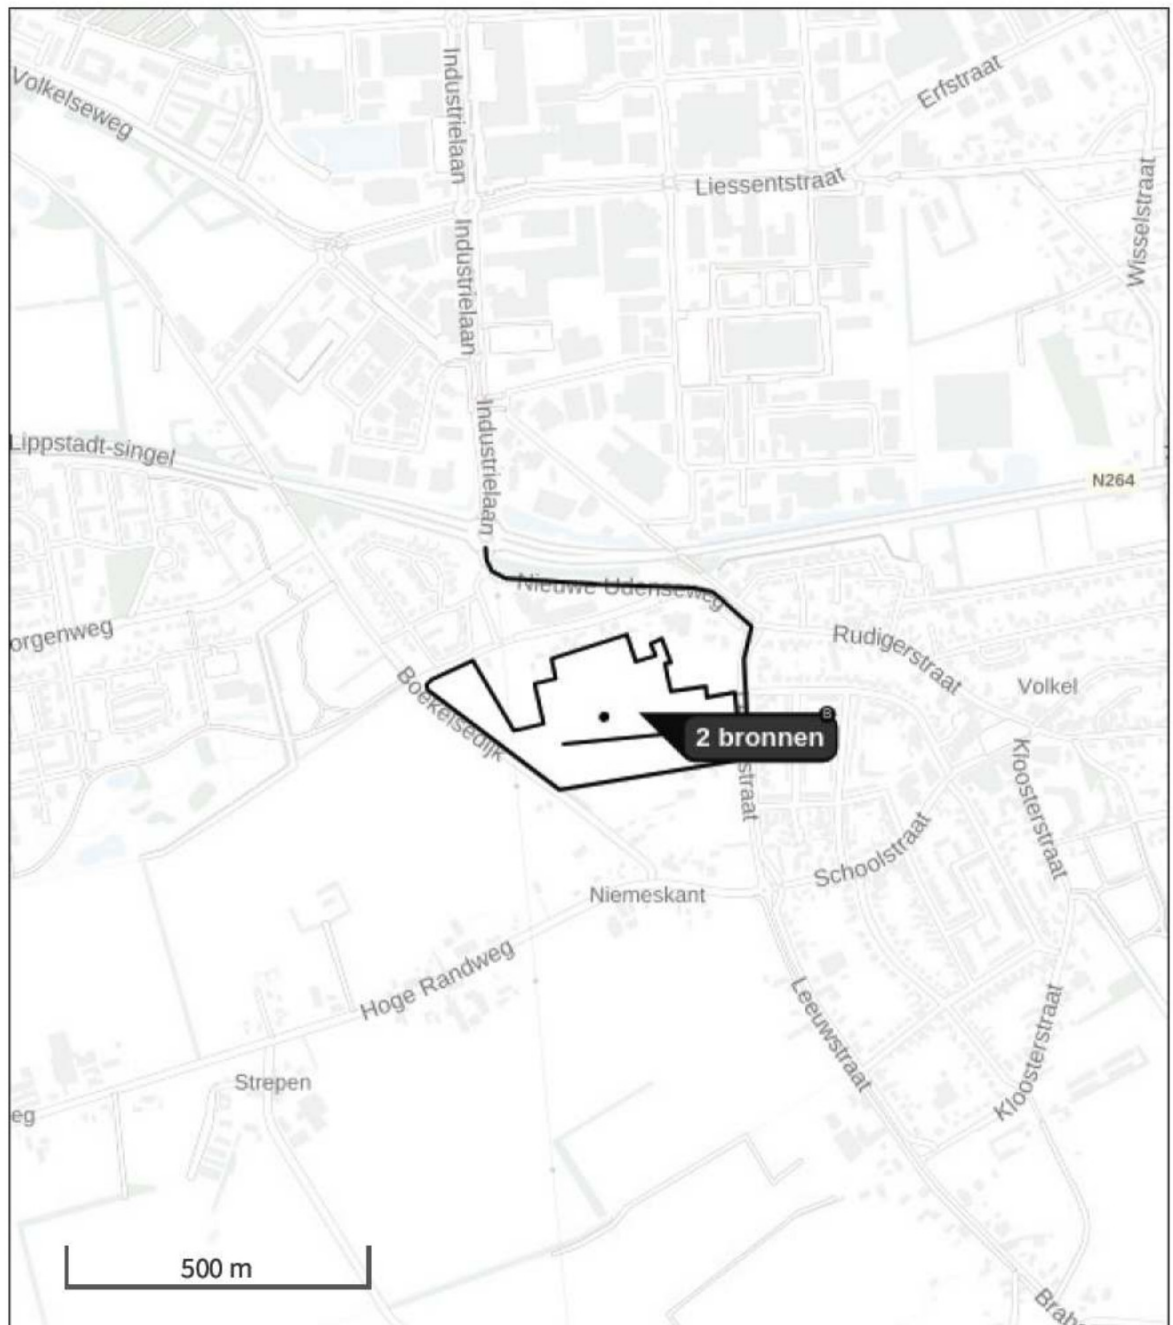 Industrielaan
Erfstraat
Volkelseweg
Liessentstraat
Wisselstraat
Industrielaan
Industrielaan
Lippstadt-singel
N264
Nieuwe Udenseweg
orgenweg
Rudigerstraat
Volkel
Boekelsedijk
B
2 bronnen
straat
Kloosterstraat
Schoolstraat
Niemeskant
Hoge Randweg
Leeuwstraat
Kloosterstraat
Strepen
eg
500 m
Brab